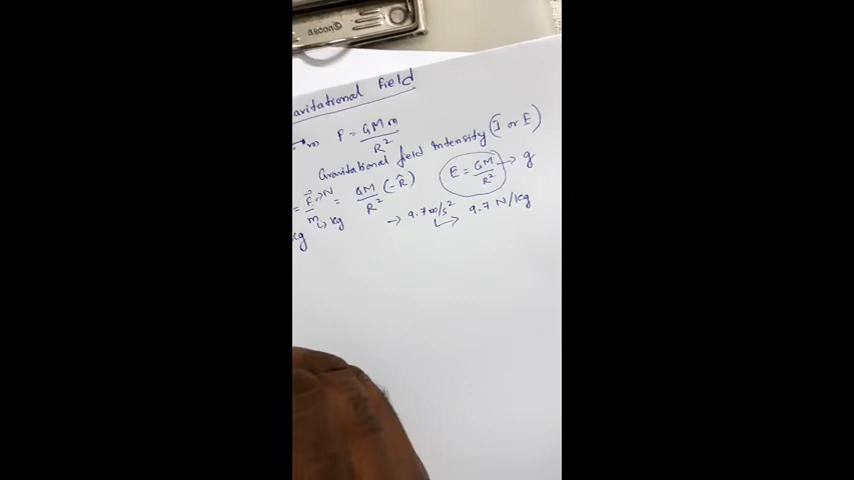 avitational Field
m F = GMm/R²
Gravitational field Intensity (I or E)
= F⃗ → N / m ↳ kg = GM/R² (-R̂) E = GM/R² → g
kg → 9.7 m/s² ↳ 9.7 N/kg